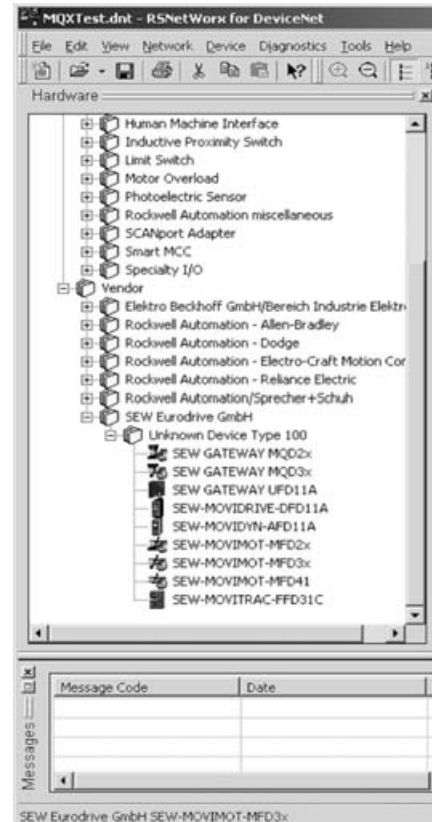 MQXTest.dnt - RSNetWorx for DeviceNet
File Edit View Network Device Diagnostics Tools Help
Hardware
Human Machine Interface
Inductive Proximity Switch
Limit Switch
Motor Overload
Photoelectric Sensor
Rockwell Automation miscellaneous
SCANport Adapter
Smart MCC
Specialty I/O
Vendor
Elektro Beckhoff GmbH/Bereich Industrie Elektr
Rockwell Automation - Allen-Bradley
Rockwell Automation - Dodge
Rockwell Automation - Electro-Craft Motion Cor
Rockwell Automation - Reliance Electric
Rockwell Automation/Sprecher+Schuh
SEW Eurodrive GmbH
Unknown Device Type 100
SEW GATEWAY MQD2x
SEW GATEWAY MQD3x
SEW GATEWAY UFD11A
SEW-MOVIDRIVE-DFD11A
SEW-MOVIDYN-AFD11A
SEW-MOVIMOT-MFD2x
SEW-MOVIMOT-MFD3x
SEW-MOVIMOT-MFD41
SEW-MOVITRAC-FFD31C
Messages
Message Code Date
SEW Eurodrive GmbH SEW-MOVIMOT-MFD3x